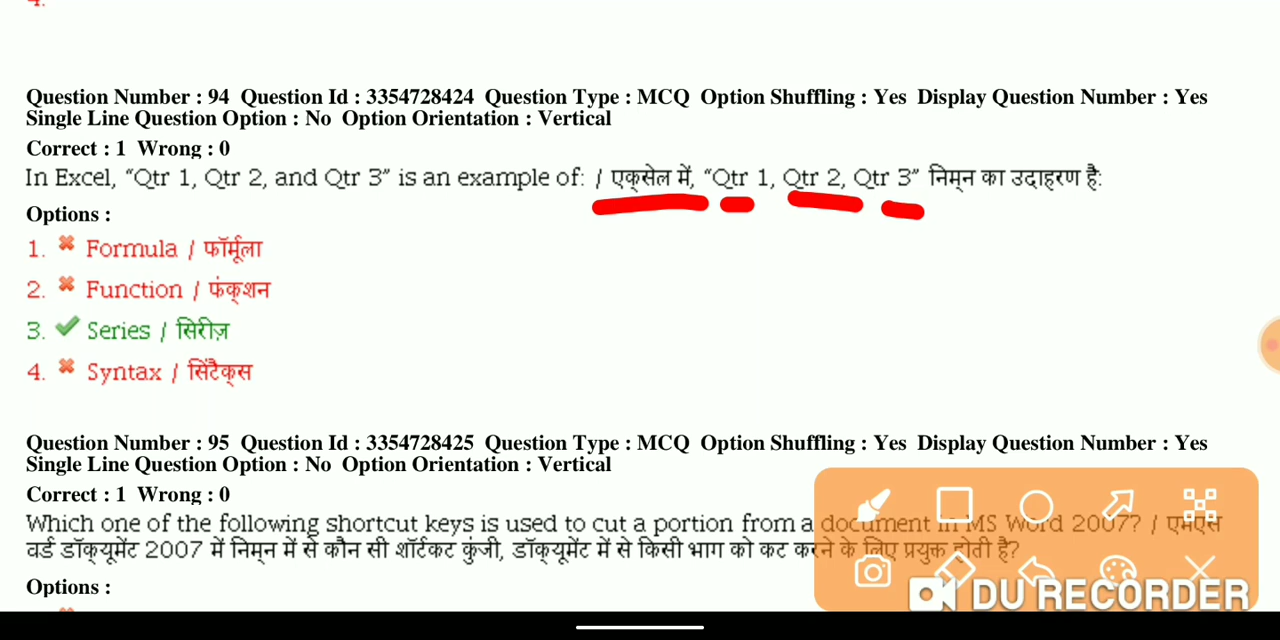 4.
Question Number : 94 Question Id : 3354728424 Question Type : MCQ Option Shuffling : Yes Display Question Number : Yes
Single Line Question Option : No Option Orientation : Vertical
Correct : 1 Wrong : 0
In Excel, “Qtr 1, Qtr 2, and Qtr 3” is an example of: / एक्सेल में, “Qtr 1, Qtr 2, Qtr 3” निम्न का उदाहरण है:
Options :
1. Formula / फॉर्मूला
2. Function / फंक्शन
3. Series / सिरीज़
4. Syntax / सिंटैक्स
Question Number : 95 Question Id : 3354728425 Question Type : MCQ Option Shuffling : Yes Display Question Number : Yes
Single Line Question Option : No Option Orientation : Vertical
Correct : 1 Wrong : 0
Which one of the following shortcut keys is used to cut a portion from a document in MS Word 2007? / एमएस
वर्ड डॉक्यूमेंट 2007 में निम्न में से कौन सी शॉर्टकट कुंजी, डॉक्यूमेंट में से किसी भाग को कट करने के लिए प्रयुक्त होती है?
Options :
DU RECORDER